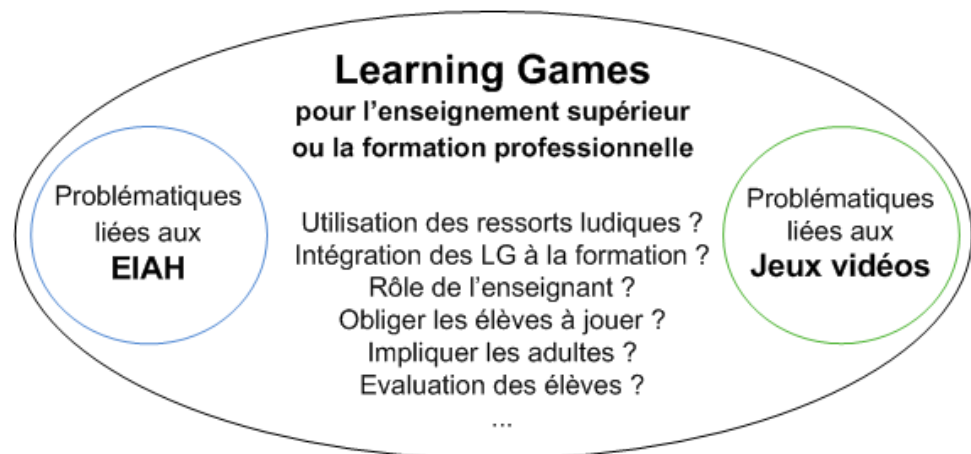 Learning Games
pour l'enseignement supérieur
ou la formation professionnelle
Problématiques
liées aux
EIAH
Utilisation des ressorts ludiques ?
Intégration des LG à la formation ?
Rôle de l'enseignant ?
Obliger les élèves à jouer ?
Impliquer les adultes ?
Evaluation des élèves ?
...
Problématiques
liées aux
Jeux vidéos